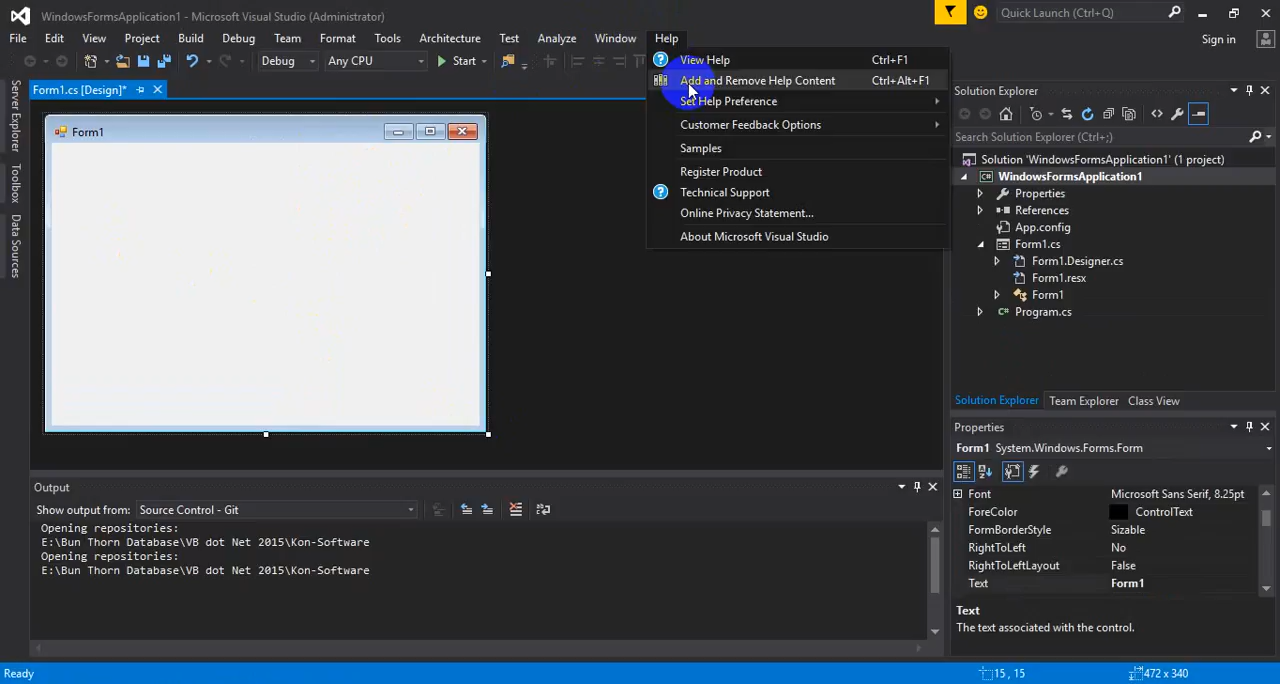 WindowsFormsApplication1 - Microsoft Visual Studio (Administrator)
Quick Launch (Ctrl+Q)
File Edit View Project Build Debug Team Format Tools Architecture Test Analyze Window Help
Sign in
Debug Any CPU Start
View Help Ctrl+F1
Add and Remove Help Content Ctrl+Alt+F1
Set Help Preference
Customer Feedback Options
Samples
Register Product
Technical Support
Online Privacy Statement...
About Microsoft Visual Studio
Server Explorer
Toolbox
Data Sources
Form1.cs [Design]*
Form1
Solution Explorer
Search Solution Explorer (Ctrl+;)
Solution 'WindowsFormsApplication1' (1 project)
C# WindowsFormsApplication1
Properties
References
App.config
Form1.cs
Form1.Designer.cs
Form1.resx
Form1
C# Program.cs
Solution Explorer Team Explorer Class View
Properties
Form1 System.Windows.Forms.Form
Font Microsoft Sans Serif, 8.25pt
ForeColor ControlText
FormBorderStyle Sizable
RightToLeft No
RightToLeftLayout False
Text Form1
Text
The text associated with the control.
Output
Show output from: Source Control - Git
Opening repositories:
E:\Bun Thorn Database\VB dot Net 2015\Kon-Software
Opening repositories:
E:\Bun Thorn Database\VB dot Net 2015\Kon-Software
Ready
15 , 15
472 x 340